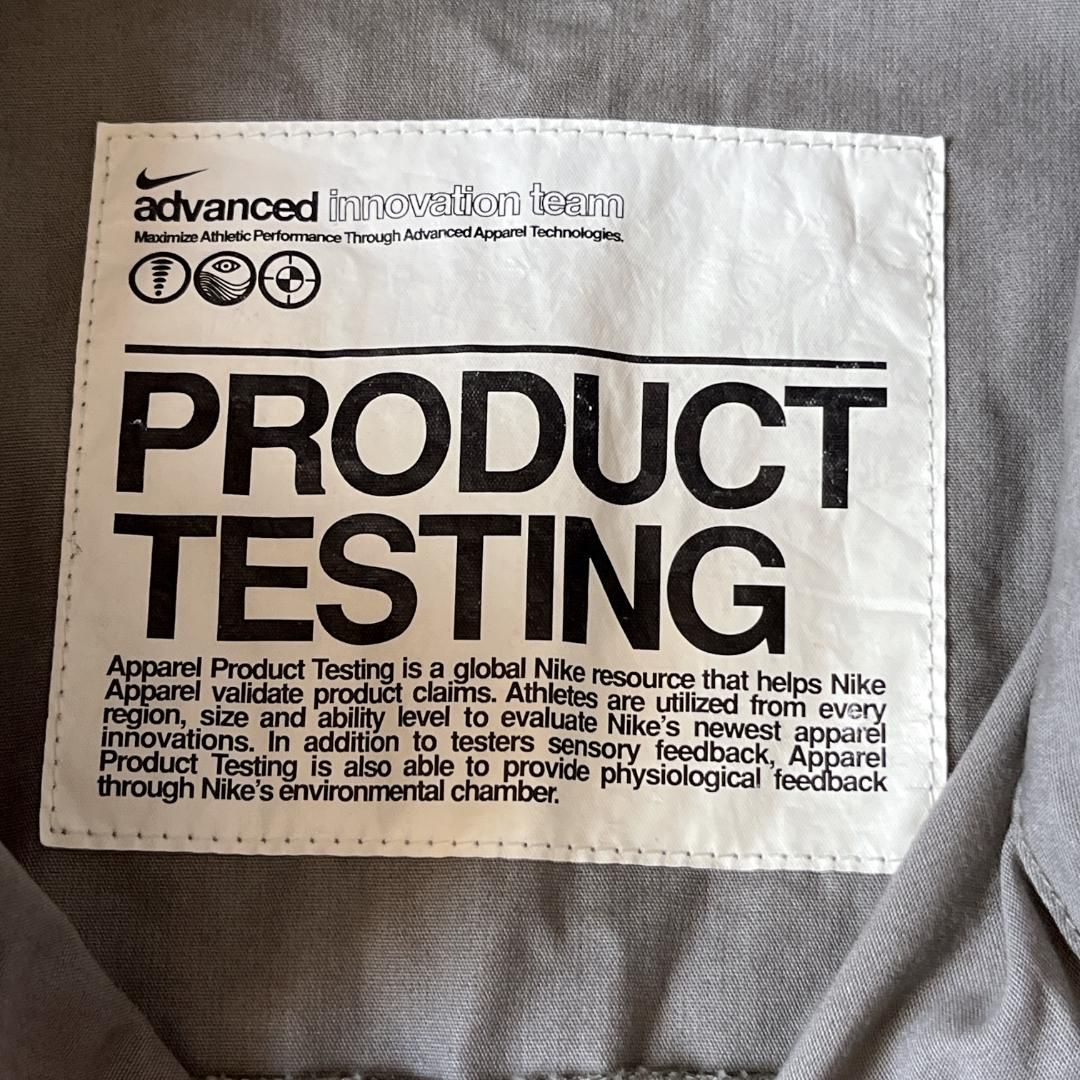 advanced innovation team
Maximize Athletic Performance Through Advanced Apparel Technologies.
PRODUCT
TESTING
Apparel Product Testing is a global Nike resource that helps Nike
Apparel validate product claims. Athletes are utilized from every
region, size and ability level to evaluate Nike's newest apparel
innovations. In addition to testers sensory feedback, Apparel
Product Testing is also able to provide physiological feedback
through Nike's environmental chamber.